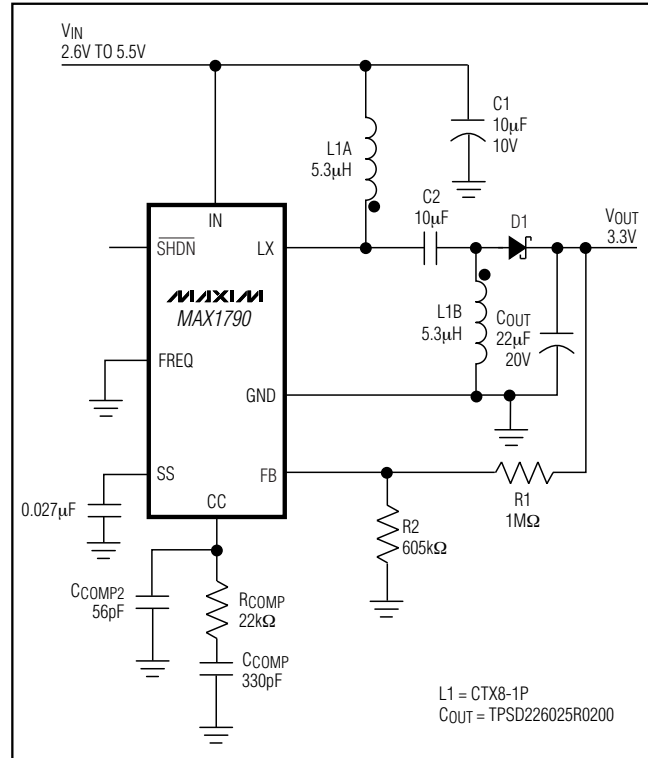 VIN
2.6V TO 5.5V
C1
10µF
10V
L1A
5.3µH
C2
10µF
D1
VOUT
3.3V
IN
SHDN
LX
MAXIM
MAX1790
L1B
5.3µH
COUT
22µF
20V
FREQ
GND
SS
FB
0.027µF
CC
R1
1MΩ
R2
605kΩ
CCOMP2
56pF
RCOMP
22kΩ
CCOMP
330pF
L1 = CTX8-1P
COUT = TPSD226025R0200